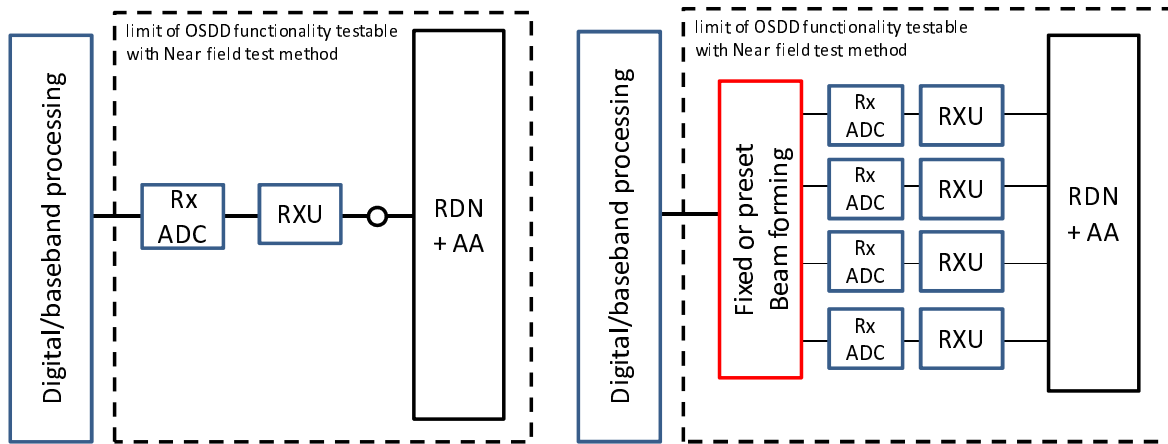 limit of OSDD functionality testable
with Near field test method
Digital/baseband processing
Rx
ADC
RXU
RDN
+ AA
limit of OSDD functionality testable
with Near field test method
Digital/baseband processing
Fixed or preset
Beam forming
Rx
ADC
RXU
Rx
ADC
RXU
Rx
ADC
RXU
Rx
ADC
RXU
RDN
+ AA